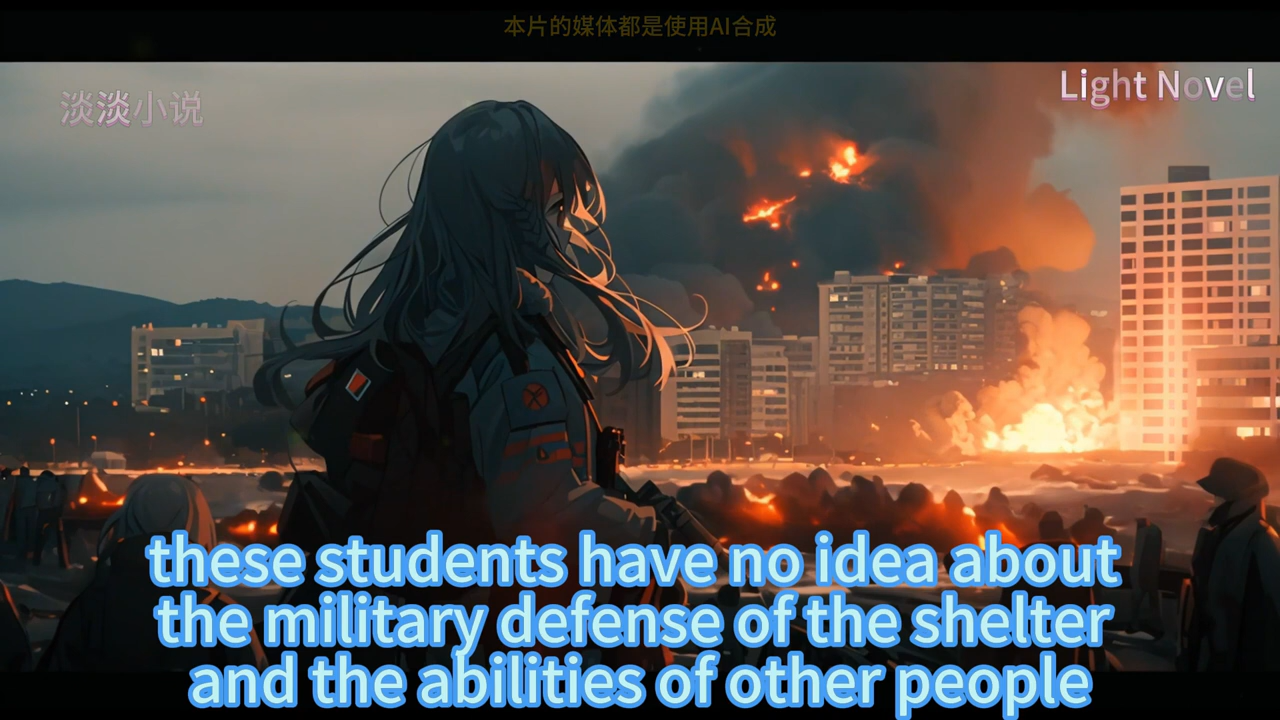 本片的媒体都是使用AI合成
淡淡小说
Light Novel
these students have no idea about
the military defense of the shelter
and the abilities of other people